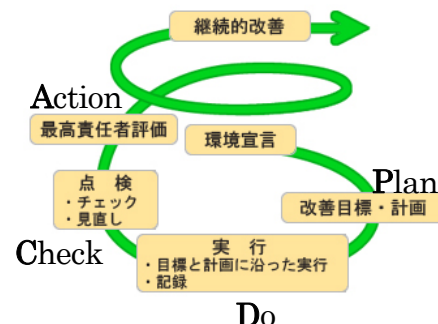 継続的改善
Action
最高責任者評価
環境宣言
Plan
改善目標・計画
点　検
・チェック
・見直し
Check
実　行
・目標と計画に沿った実行
・記録
Do